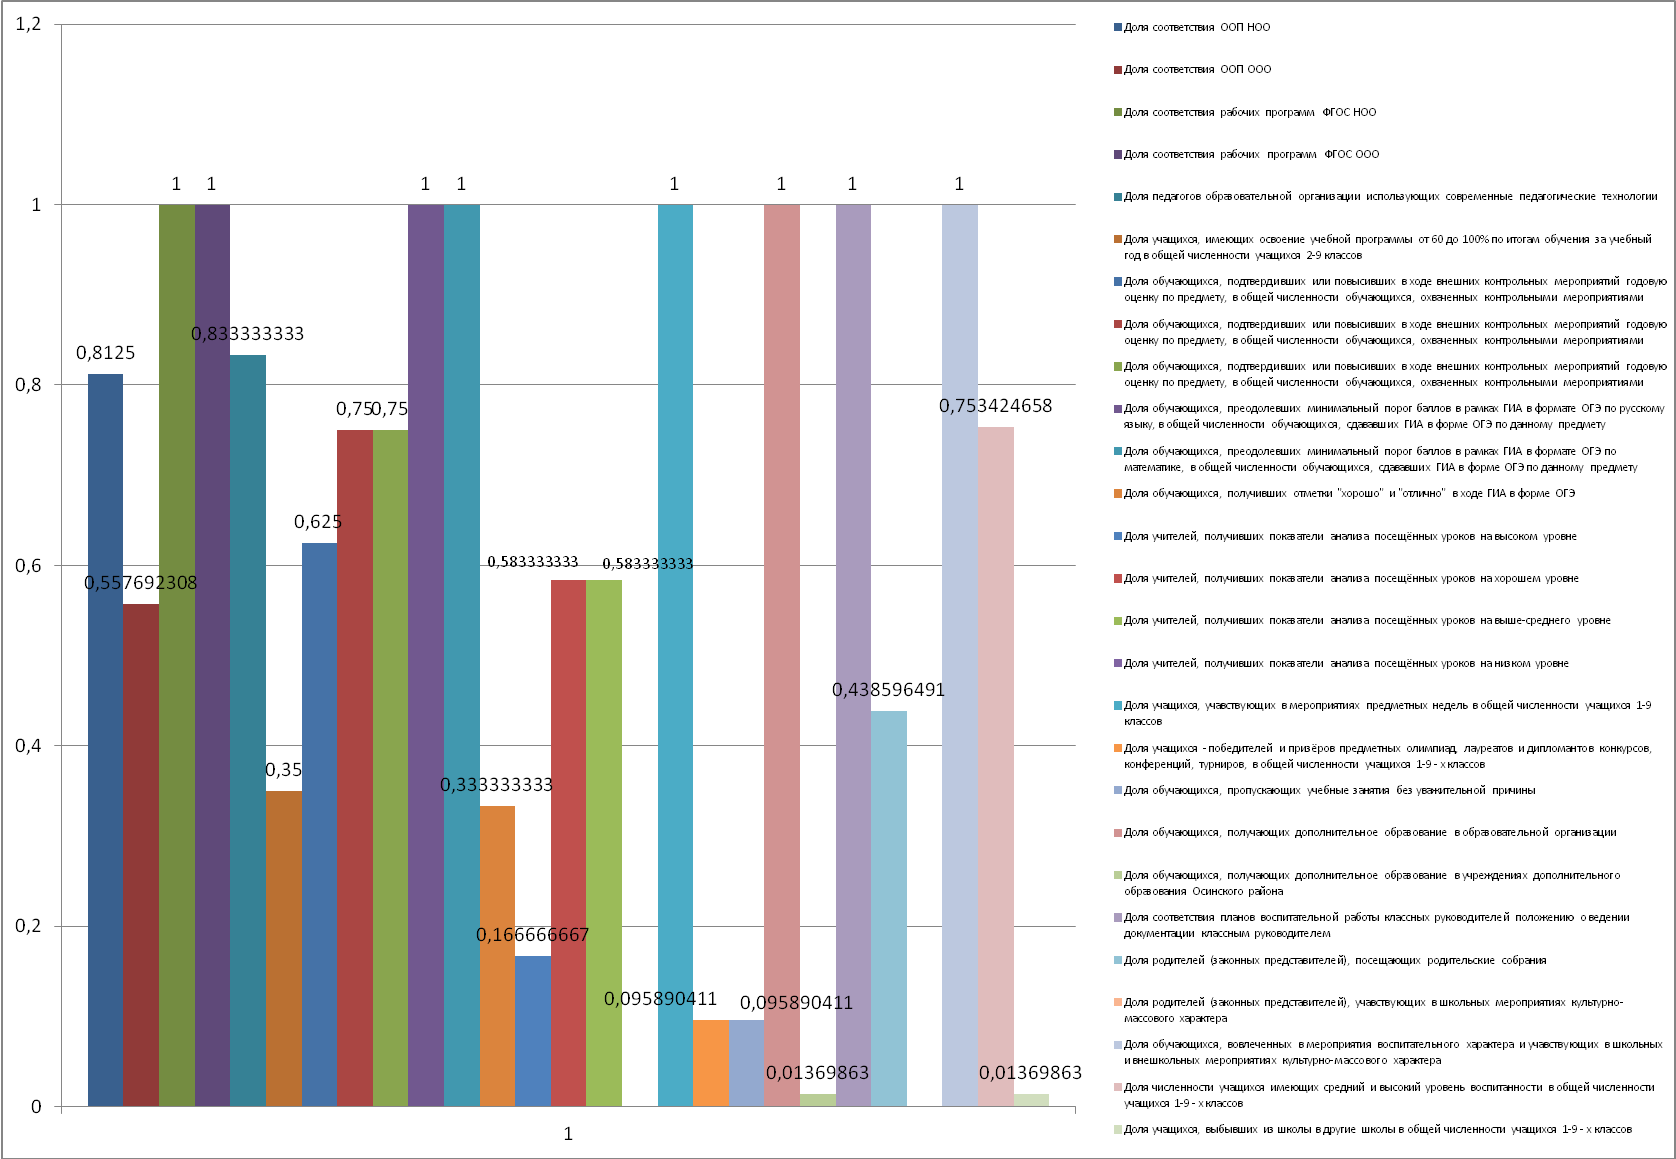 1,2
1
0,8
0,6
0,4
0,2
0
1
0,8125
0,557692308
1
1
0,833333333
0,35
0,625
0,75
0,75
1
1
0,333333333
0,166666667
0,583333333
0,583333333
1
0,095890411
0,095890411
1
0,01369863
1
0,438596491
1
0,753424658
0,01369863
Доля соответствия ООП НОО
Доля соответствия ООП ООО
Доля соответствия рабочих программ ФГОС НОО
Доля соответствия рабочих программ ФГОС ООО
Доля педагогов образовательной организации использующих современные педагогические технологии
Доля учащихся, имеющих освоение учебной программы от 60 до 100% по итогам обучения за учебный
год в общей численности учащихся 2-9 классов
Доля обучающихся, подтвердивших или повысивших в ходе внешних контрольных мероприятий годовую
оценку по предмету, в общей численности обучающихся, охваченных контрольными мероприятиями
Доля обучающихся, подтвердивших или повысивших в ходе внешних контрольных мероприятий годовую
оценку по предмету, в общей численности обучающихся, охваченных контрольными мероприятиями
Доля обучающихся, подтвердивших или повысивших в ходе внешних контрольных мероприятий годовую
оценку по предмету, в общей численности обучающихся, охваченных контрольными мероприятиями
Доля обучающихся, преодолевших минимальный порог баллов в рамках ГИА в формате ОГЭ по русскому
языку, в общей численности обучающихся, сдававших ГИА в форме ОГЭ по данному предмету
Доля обучающихся, преодолевших минимальный порог баллов в рамках ГИА в формате ОГЭ по
математике, в общей численности обучающихся, сдававших ГИА в форме ОГЭ по данному предмету
Доля обучающихся, получивших отметки "хорошо" и "отлично" в ходе ГИА в форме ОГЭ
Доля учителей, получивших показатели анализа посещённых уроков на высоком уровне
Доля учителей, получивших показатели анализа посещённых уроков на хорошем уровне
Доля учителей, получивших показатели анализа посещённых уроков на выше-среднего уровне
Доля учителей, получивших показатели анализа посещённых уроков на низком уровне
Доля учащихся, учавствующих в мероприятиях предметных недель в общей численности учащихся 1-9
классов
Доля учащихся - победителей и призёров предметных олимпиад, лауреатов и дипломантов конкурсов,
конференций, турниров, в общей численности учащихся 1-9 - х классов
Доля обучающихся, пропускающих учебные занятия без уважительной причины
Доля обучающихся, получающих дополнительное образование в образовательной организации
Доля обучающихся, получающих дополнительное образование в учреждениях дополнительного
образования Осинского района
Доля соответствия планов воспитательной работы классных руководителей положению о ведении
документации классным руководителем
Доля родителей (законных представителей), посещающих родительские собрания
Доля родителей (законных представителей), учавствующих в школьных мероприятиях культурно-
массового характера
Доля обучающихся, вовлеченных в мероприятия воспитательного характера и учавствующих в школьных
и внешкольных мероприятиях культурно-массового характера
Доля численности учащихся имеющих средний и высокий уровень воспитанности в общей численности
учащихся 1-9 - х классов
Доля учащихся, выбывших из школы в другие школы в общей численности учащихся 1-9 - х классов